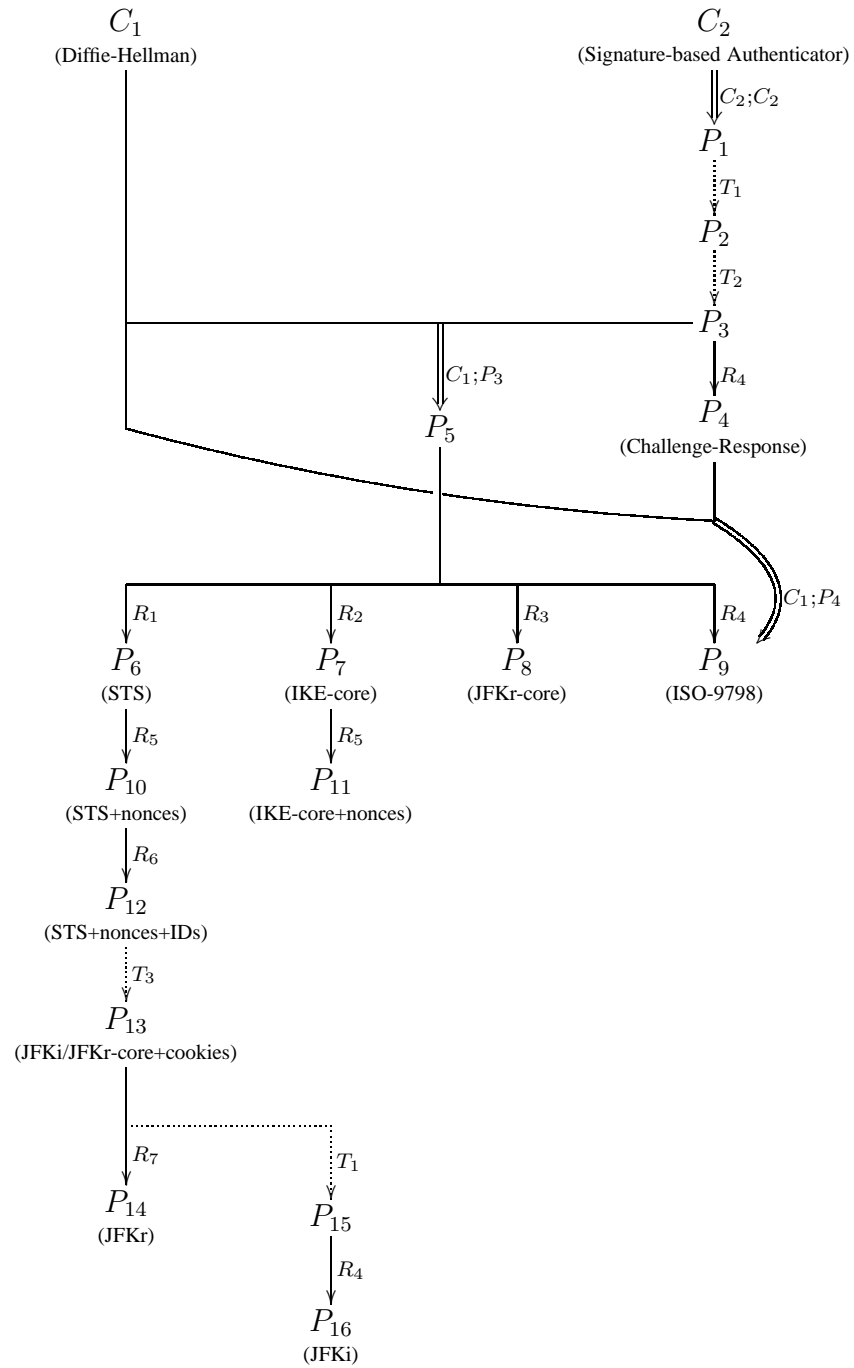 C1 C2
(Diffie-Hellman) (Signature-based Authenticator)
C2;C2
P1
T1
P2
T2
P3
C1;P3 R4
P5 P4
(Challenge-Response)
C1;P4
R1 R2 R3 R4
P6 P7 P8 P9
(STS) (IKE-core) (JFKr-core) (ISO-9798)
R5 R5
P10 P11
(STS+nonces) (IKE-core+nonces)
R6
P12
(STS+nonces+IDs)
T3
P13
(JFKi/JFKr-core+cookies)
R7 T1
P14 P15
(JFKr)
R4
P16
(JFKi)